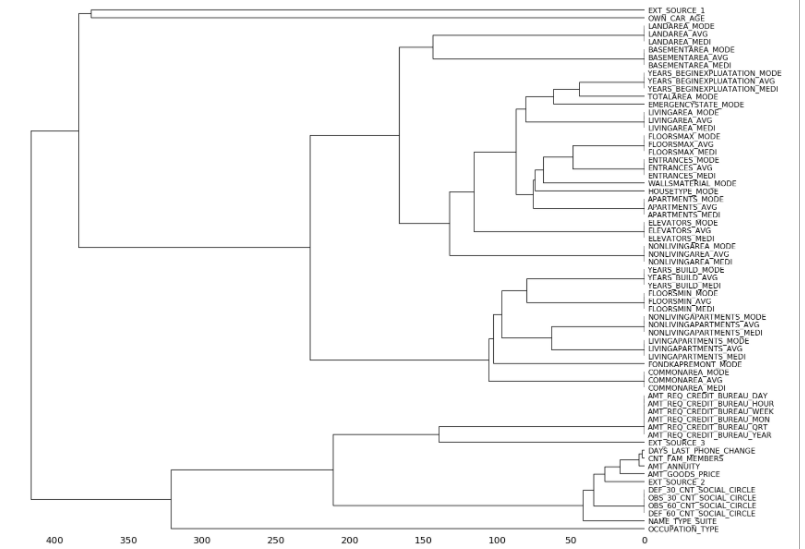 EXT_SOURCE_1
OWN_CAR_AGE
LANDAREA_MODE
LANDAREA_AVG
LANDAREA_MEDI
BASEMENTAREA_MODE
BASEMENTAREA_AVG
BASEMENTAREA_MEDI
YEARS_BEGINEXPLUATATION_MODE
YEARS_BEGINEXPLUATATION_AVG
YEARS_BEGINEXPLUATATION_MEDI
TOTALAREA_MODE
EMERGENCYSTATE_MODE
LIVINGAREA_MODE
LIVINGAREA_AVG
LIVINGAREA_MEDI
FLOORSMAX_MODE
FLOORSMAX_AVG
FLOORSMAX_MEDI
ENTRANCES_MODE
ENTRANCES_AVG
ENTRANCES_MEDI
WALLSMATERIAL_MODE
HOUSETYPE_MODE
APARTMENTS_MODE
APARTMENTS_AVG
APARTMENTS_MEDI
ELEVATORS_MODE
ELEVATORS_AVG
ELEVATORS_MEDI
NONLIVINGAREA_MODE
NONLIVINGAREA_AVG
NONLIVINGAREA_MEDI
YEARS_BUILD_MODE
YEARS_BUILD_AVG
YEARS_BUILD_MEDI
FLOORSMIN_MODE
FLOORSMIN_AVG
FLOORSMIN_MEDI
NONLIVINGAPARTMENTS_MODE
NONLIVINGAPARTMENTS_AVG
NONLIVINGAPARTMENTS_MEDI
LIVINGAPARTMENTS_MODE
LIVINGAPARTMENTS_AVG
LIVINGAPARTMENTS_MEDI
FONDKAPREMONT_MODE
COMMONAREA_MODE
COMMONAREA_AVG
COMMONAREA_MEDI
AMT_REQ_CREDIT_BUREAU_DAY
AMT_REQ_CREDIT_BUREAU_HOUR
AMT_REQ_CREDIT_BUREAU_WEEK
AMT_REQ_CREDIT_BUREAU_MON
AMT_REQ_CREDIT_BUREAU_QRT
AMT_REQ_CREDIT_BUREAU_YEAR
EXT_SOURCE_3
DAYS_LAST_PHONE_CHANGE
CNT_FAM_MEMBERS
AMT_ANNUITY
AMT_GOODS_PRICE
EXT_SOURCE_2
DEF_30_CNT_SOCIAL_CIRCLE
OBS_30_CNT_SOCIAL_CIRCLE
OBS_60_CNT_SOCIAL_CIRCLE
DEF_60_CNT_SOCIAL_CIRCLE
NAME_TYPE_SUITE
OCCUPATION_TYPE
400 350 300 250 200 150 100 50 0